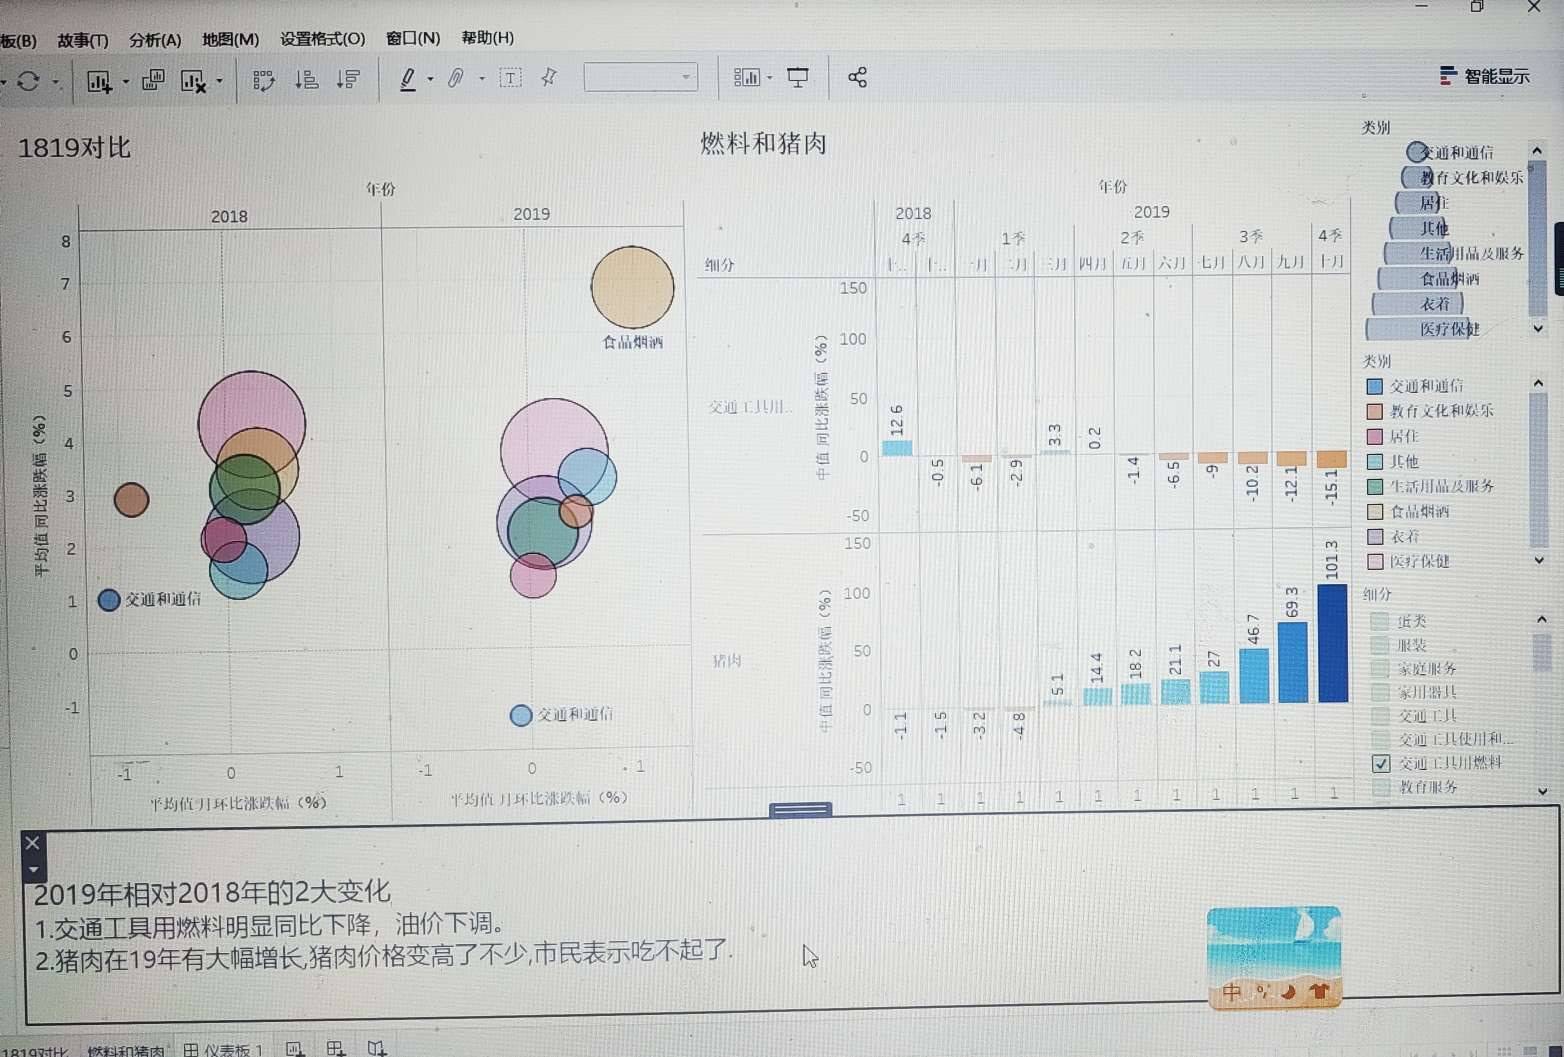 板(B) 故事(T) 分析(A) 地图(M) 设置格式(O) 窗口(N) 帮助(H)
T
智能显示
1819对比
年份
2018 2019
8
7
6
5
4
3
2
1
0
-1
平均值 同比涨跌幅（%）
食品烟酒
交通和通信
交通和通信
-1 0 1 -1 0 1
平均值 月环比涨跌幅（%） 平均值 月环比涨跌幅（%）
燃料和猪肉
年份
2018 2019
4季 1季 2季 3季 4季
细分 十.. 十.. 一月 二月 三月 四月 五月 六月 七月 八月 九月 十月
交通工具用..
中值 同比涨跌幅（%）
150
100
50
0
-50
12.6 -0.5 -6.1 -2.9 3.3 0.2 -1.4 -6.5 -9 -10.2 -12.1 -15.1
猪肉
中值 同比涨跌幅（%）
150
100
50
0
-50
-1.1 -1.5 -3.2 -4.8 5.1 14.4 18.2 21.1 27 46.7 69.3 101.3
1 1 1 1 1 1 1 1 1 1 1 1
类别
交通和通信
教育文化和娱乐
居住
其他
生活用品及服务
食品烟酒
衣着
医疗保健
类别
交通和通信
教育文化和娱乐
居住
其他
生活用品及服务
食品烟酒
衣着
医疗保健
细分
蛋类
服装
家庭服务
家用器具
交通工具
交通工具使用和...
交通工具用燃料
教育服务
2019年相对2018年的2大变化
1.交通工具用燃料明显同比下降，油价下调。
2.猪肉在19年有大幅增长,猪肉价格变高了不少,市民表示吃不起了.
中
1819对比 燃料和猪肉 仪表板 1